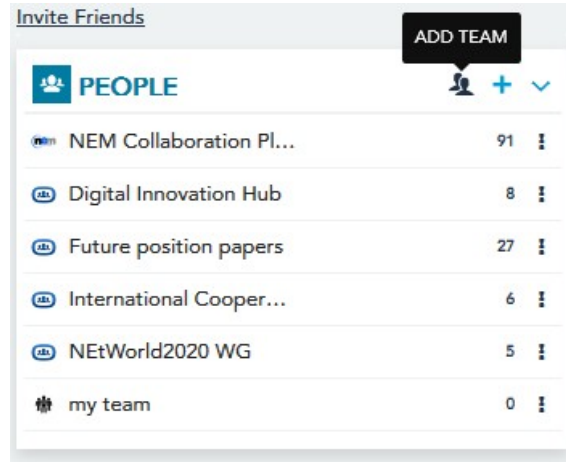 Invite Friends
ADD TEAM
PEOPLE
nem NEM Collaboration Pl... 91
Digital Innovation Hub 8
Future position papers 27
International Cooper... 6
NEtWorld2020 WG 5
my team 0